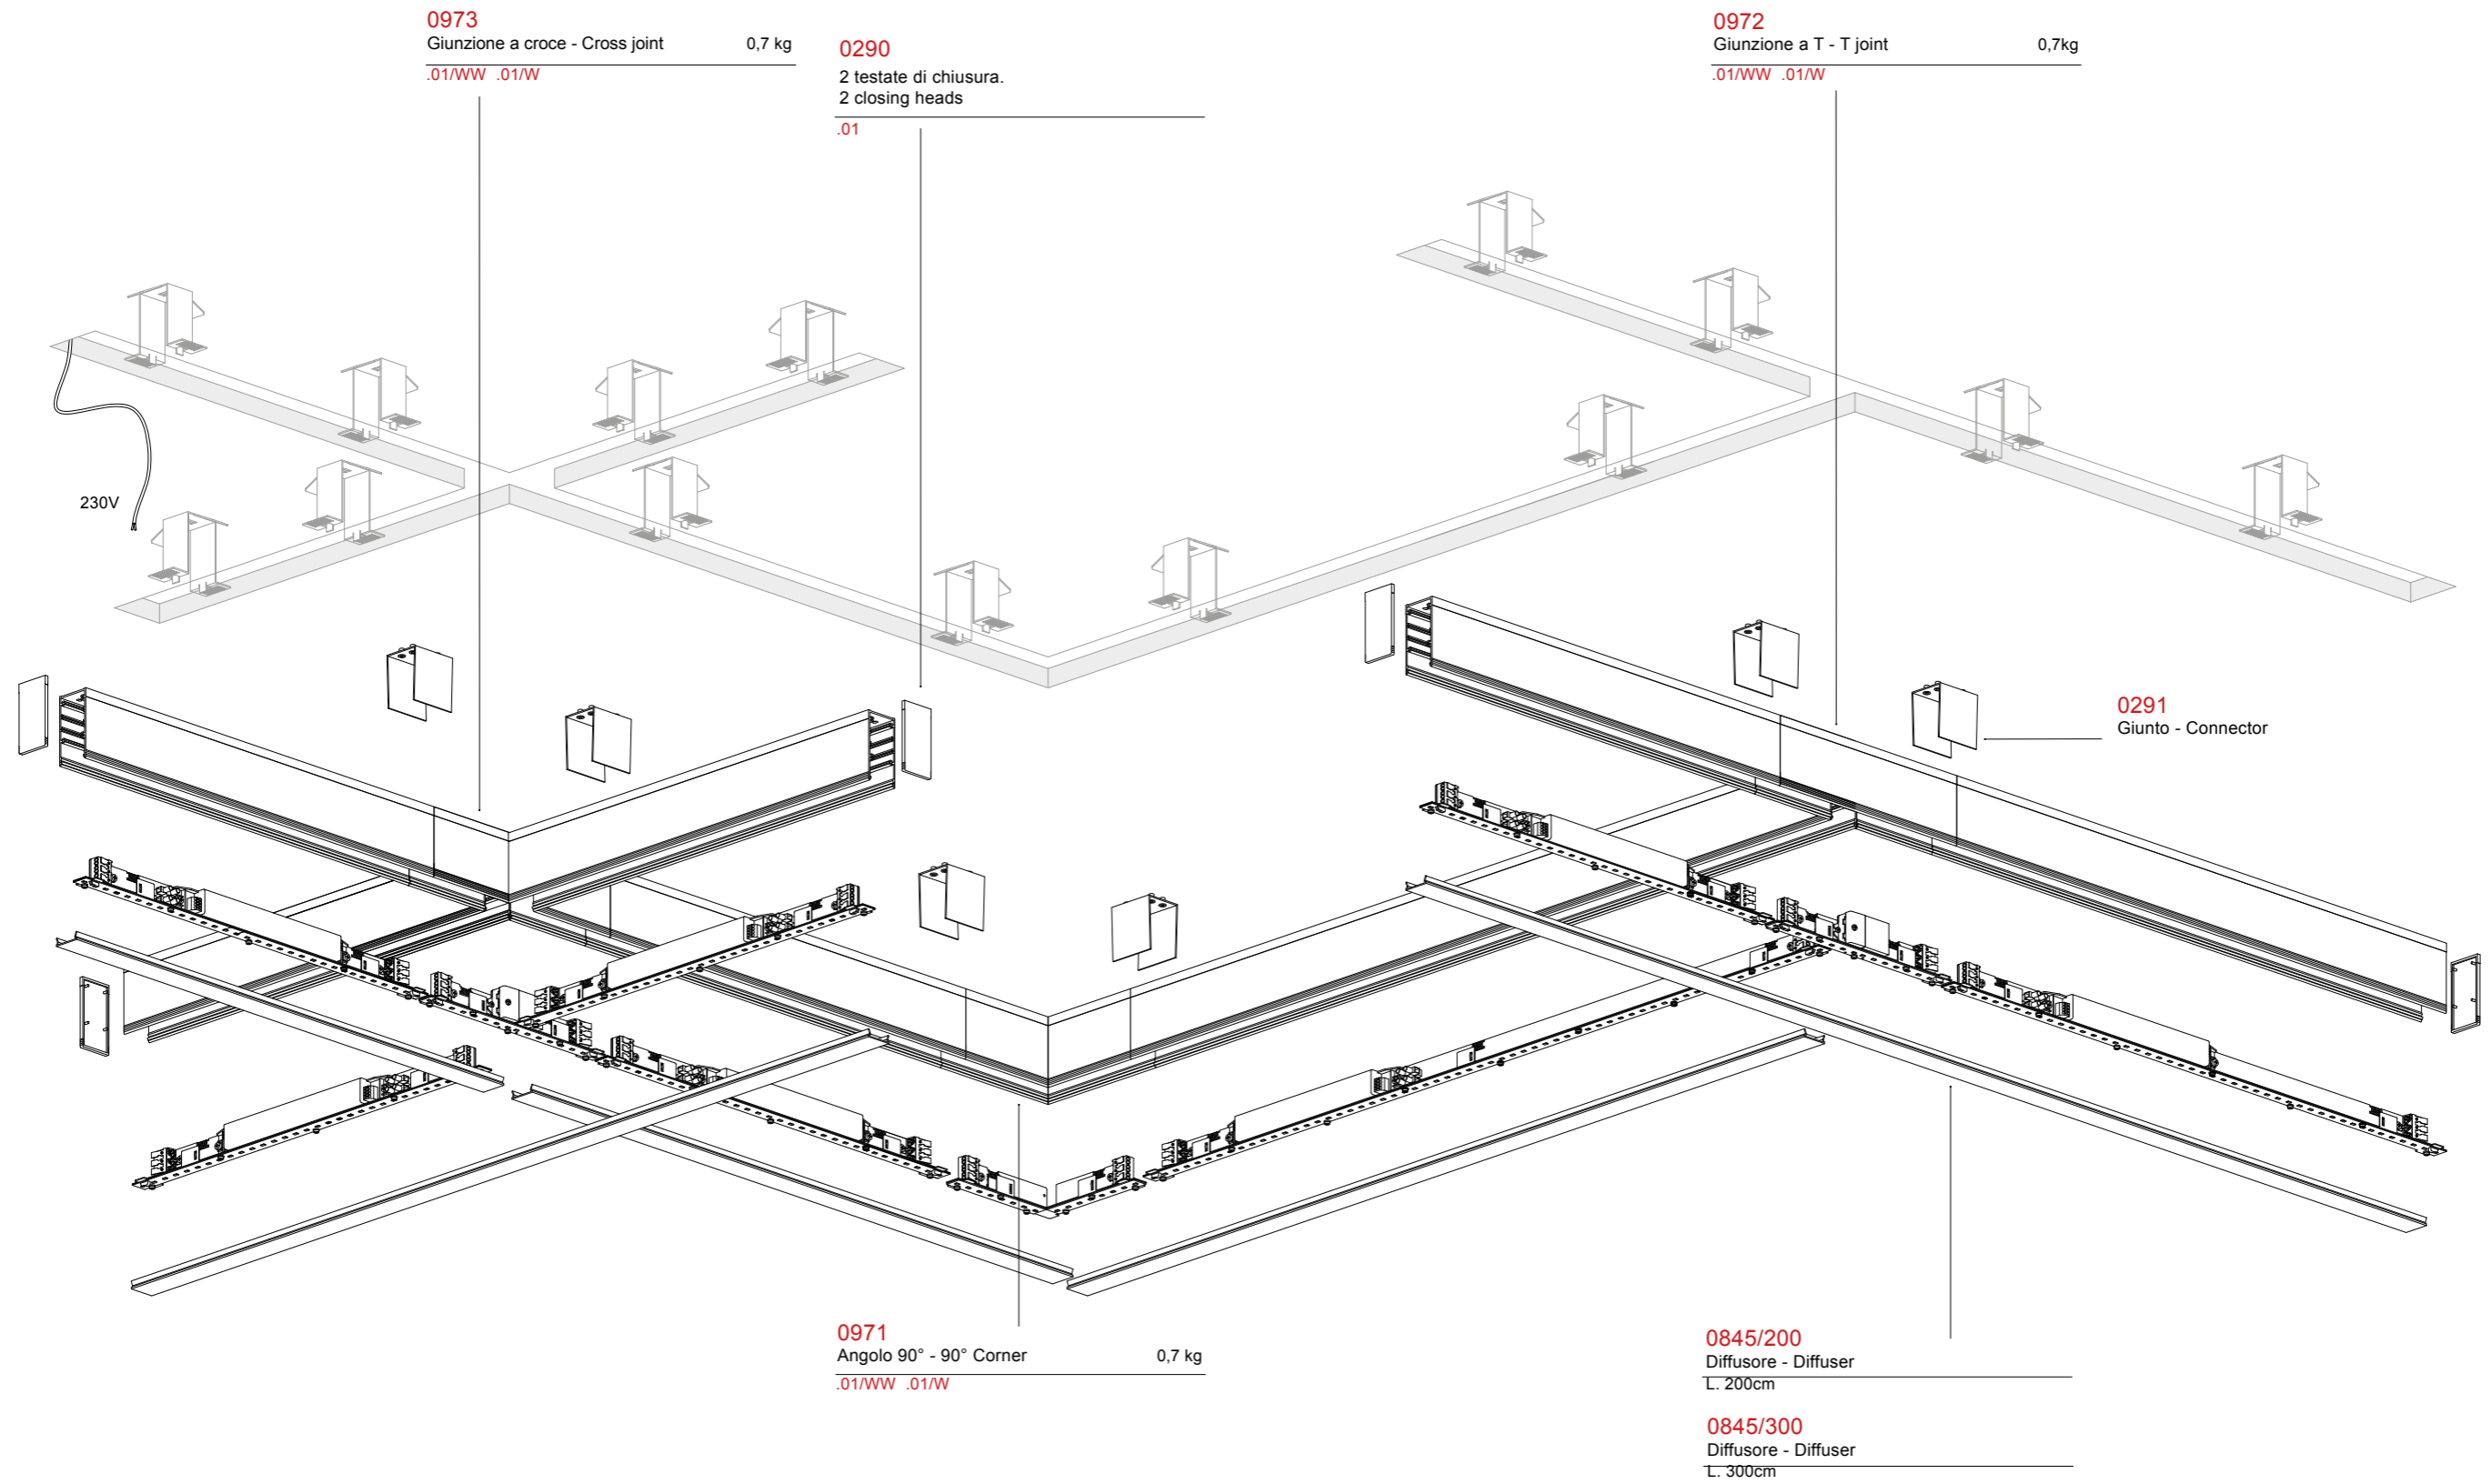 0973
Giunzione a croce - Cross joint 0,7 kg
.01/WW .01/W
0290
2 testate di chiusura.
2 closing heads
.01
0972
Giunzione a T - T joint 0,7kg
.01/WW .01/W
230V
0291
Giunto - Connector
0971
Angolo 90° - 90° Corner 0,7 kg
.01/WW .01/W
0845/200
Diffusore - Diffuser
L. 200cm
0845/300
Diffusore - Diffuser
L. 300cm